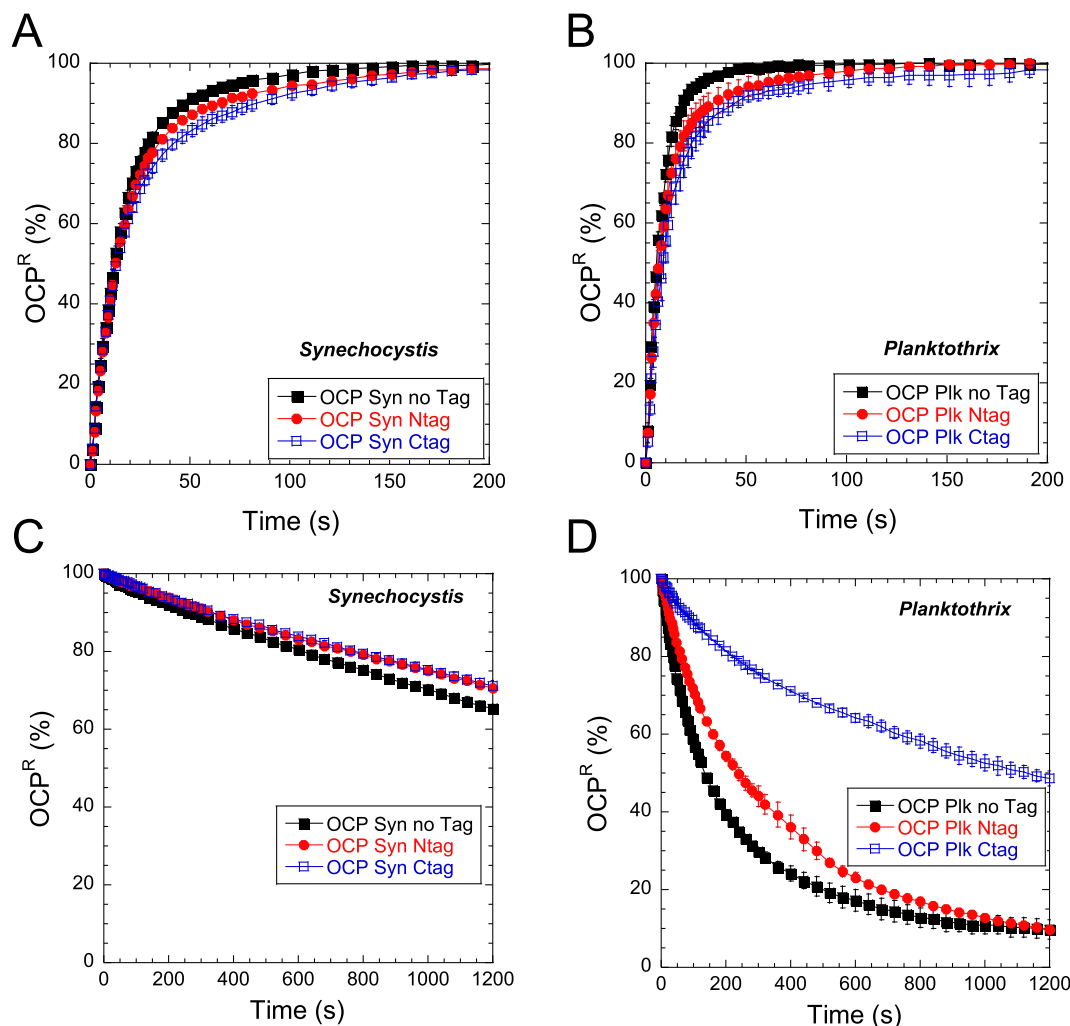 A
100
80
60
40
20
0
OCP^R (%)
Synechocystis
OCP Syn no Tag
OCP Syn Ntag
OCP Syn Ctag
0 50 100 150 200
Time (s)
B
100
80
60
40
20
0
OCP^R (%)
Planktothrix
OCP Plk no Tag
OCP Plk Ntag
OCP Plk Ctag
0 50 100 150 200
Time (s)
C
100
80
60
40
20
0
OCP^R (%)
Synechocystis
OCP Syn no Tag
OCP Syn Ntag
OCP Syn Ctag
0 200 400 600 800 1000 1200
Time (s)
D
100
80
60
40
20
0
OCP^R (%)
Planktothrix
OCP Plk no Tag
OCP Plk Ntag
OCP Plk Ctag
0 200 400 600 800 1000 1200
Time (s)